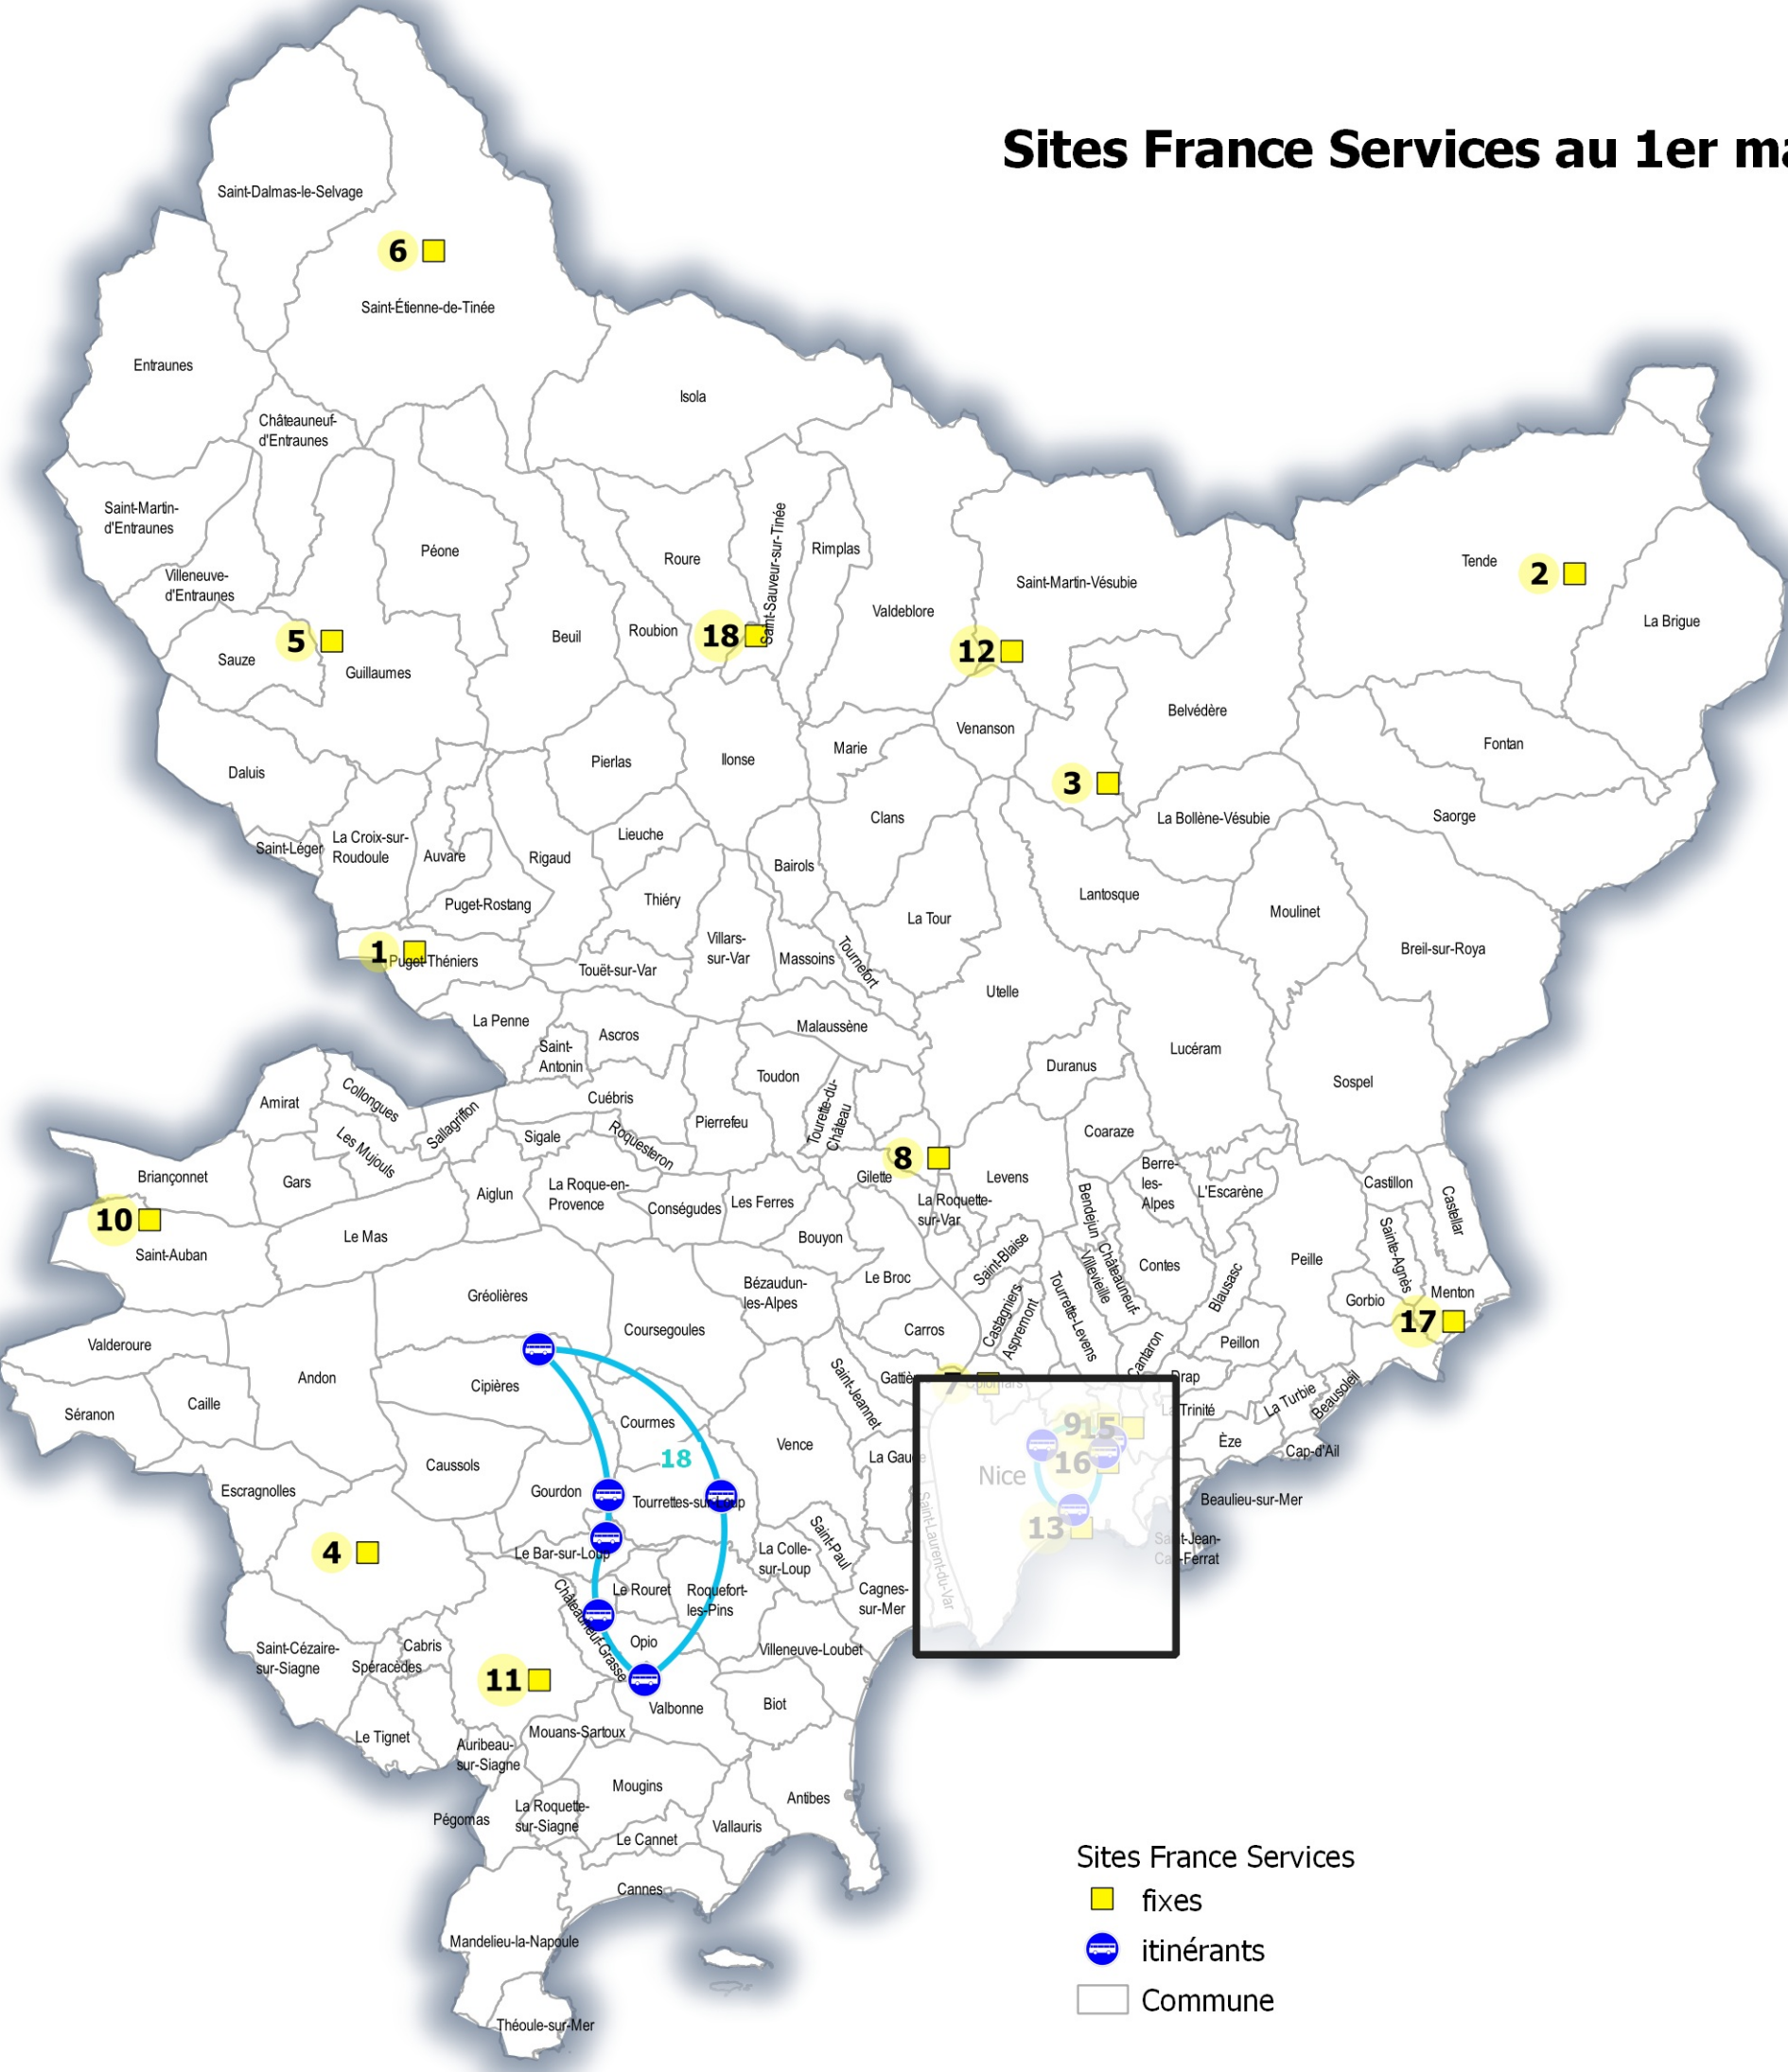 Sites France Services au 1er ma
Saint-Dalmas-le-Selvage
6
Saint-Étienne-de-Tinée
Entraunes
Isola
Châteauneuf-
d'Entraunes
Saint-Martin-
d'Entraunes
Péone
Roure
Saint-Sauveur-sur-Tinée
Rimplas
Tende
2
Saint-Martin-Vésubie
Villeneuve-
d'Entraunes
Valdeblore
La Brigue
5
Beuil
Roubion
18
12
Sauze
Guillaumes
Belvédère
Venanson
Marie
Fontan
Pierlas
Ilonse
Daluis
3
Clans
La Bollène-Vésubie
Saorge
Saint-Léger
La Croix-sur-
Roudoule
Auvare
Rigaud
Lieuche
Bairols
Lantosque
Puget-Rostang
Thiéry
La Tour
Moulinet
1
Puget-Théniers
Touët-sur-Var
Villars-
sur-Var
Massoins
Tournefort
Breil-sur-Roya
Utelle
La Penne
Saint-
Antonin
Ascros
Malaussène
Lucéram
Duranus
Toudon
Sospel
Amirat
Collongues
Sallagriffon
Cuébris
Tourette-du-
Château
Pierrefeu
Les Mujouls
Sigale
Roquesteron
Coaraze
8
Briançonnet
Gars
Aiglun
La Roque-en-
Provence
Conségudes
Les Ferres
Gilette
La Roquette-
sur-Var
Levens
Bendejun
Berre-
les-
Alpes
L'Escarène
Castillon
Castellar
10
Saint-Auban
Le Mas
Bouyon
Saint-Blaise
Châteauneuf-
Villevieille
Contes
Blausasc
Peille
Sainte-Agnès
Gréolières
Bézaudun-
les-Alpes
Le Broc
Castagniers
Aspremont
Tourrette-Levens
Gorbio
Menton
17
Valderoure
Coursegoules
Carros
Cantaron
Peillon
Andon
Cipières
Saint-Jeannet
Gattiè
7
Colomars
Drap
La Turbie
Beausoleil
Séranon
Caille
Courmes
18
Vence
La Gaude
9
15
La Trinité
Èze
Cap-d'Ail
Caussols
16
Nice
Escragnolles
Gourdon
Tourrettes-sur-Loup
Saint-Laurent-du-Var
13
Beaulieu-sur-Mer
Saint-Jean-
Cap-Ferrat
4
Le Bar-sur-Loup
La Colle-
sur-Loup
Saint-Paul
Châteauneuf-Grasse
Le Rouret
Roquefort-
les-Pins
Cagnes-
sur-Mer
Saint-Cézaire-
sur-Siagne
Cabris
Spéracèdes
Opio
Villeneuve-Loubet
11
Valbonne
Biot
Le Tignet
Auribeau-
sur-Siagne
Mouans-Sartoux
Mougins
Antibes
Pégomas
La Roquette-
sur-Siagne
Le Cannet
Vallauris
Cannes
Mandelieu-la-Napoule
Théoule-sur-Mer
Sites France Services
fixes
itinérants
Commune